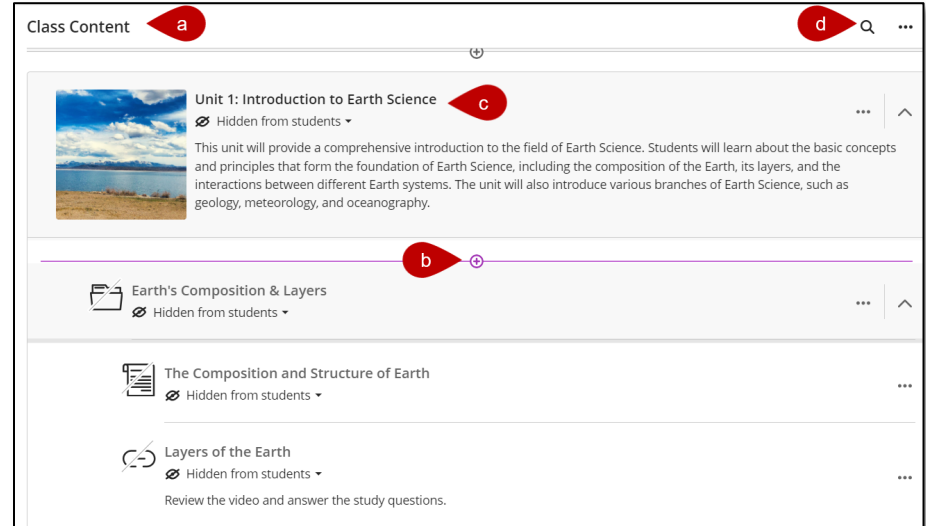 Class Content a d
Unit 1: Introduction to Earth Science c
Hidden from students
This unit will provide a comprehensive introduction to the field of Earth Science. Students will learn about the basic concepts
and principles that form the foundation of Earth Science, including the composition of the Earth, its layers, and the
interactions between different Earth systems. The unit will also introduce various branches of Earth Science, such as
geology, meteorology, and oceanography.
b
Earth's Composition & Layers
Hidden from students
The Composition and Structure of Earth
Hidden from students
Layers of the Earth
Hidden from students
Review the video and answer the study questions.